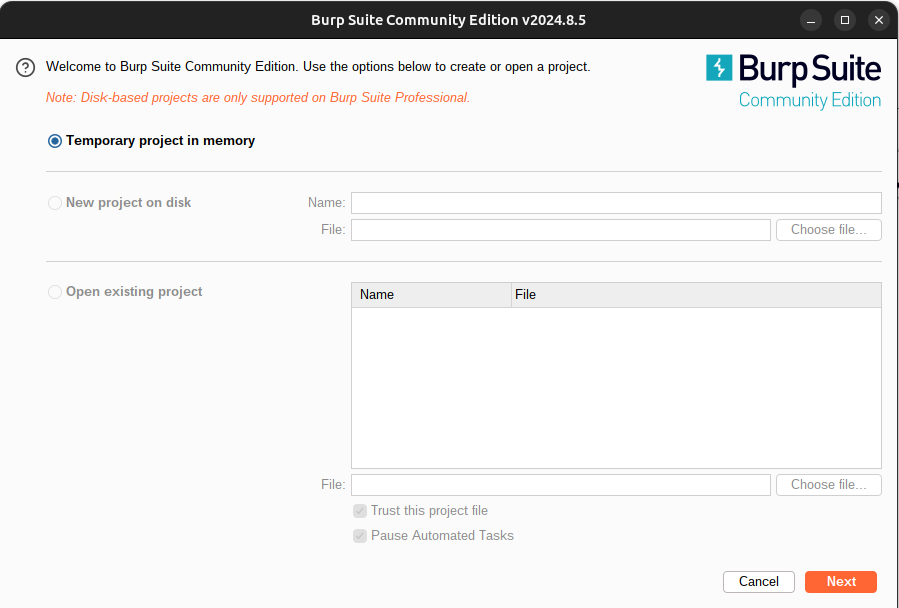 Burp Suite Community Edition v2024.8.5
Welcome to Burp Suite Community Edition. Use the options below to create or open a project.
Note: Disk-based projects are only supported on Burp Suite Professional.
Burp Suite
Community Edition
Temporary project in memory
New project on disk
Name:
File:
Choose file...
Open existing project
Name File
File:
Choose file...
Trust this project file
Pause Automated Tasks
Cancel Next